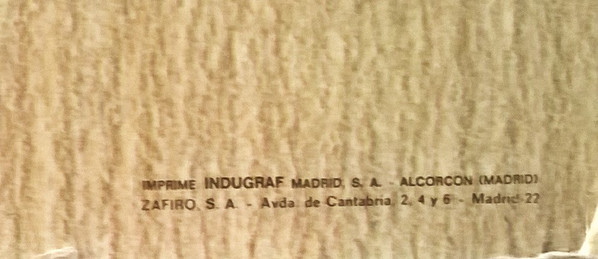 IMPRIME INDUGRAF MADRID, S. A. - ALCORCON (MADRID)
ZAFIRO, S. A. - Avda. de Cantabria, 2, 4 y 6 - Madrid-22